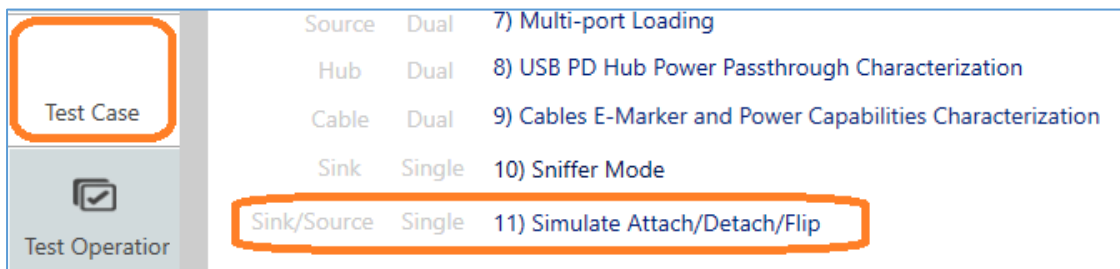 Source Dual 7) Multi-port Loading
Hub Dual 8) USB PD Hub Power Passthrough Characterization
Test Case
Cable Dual 9) Cables E-Marker and Power Capabilities Characterization
Sink Single 10) Sniffer Mode
Sink/Source Single 11) Simulate Attach/Detach/Flip
Test Operation